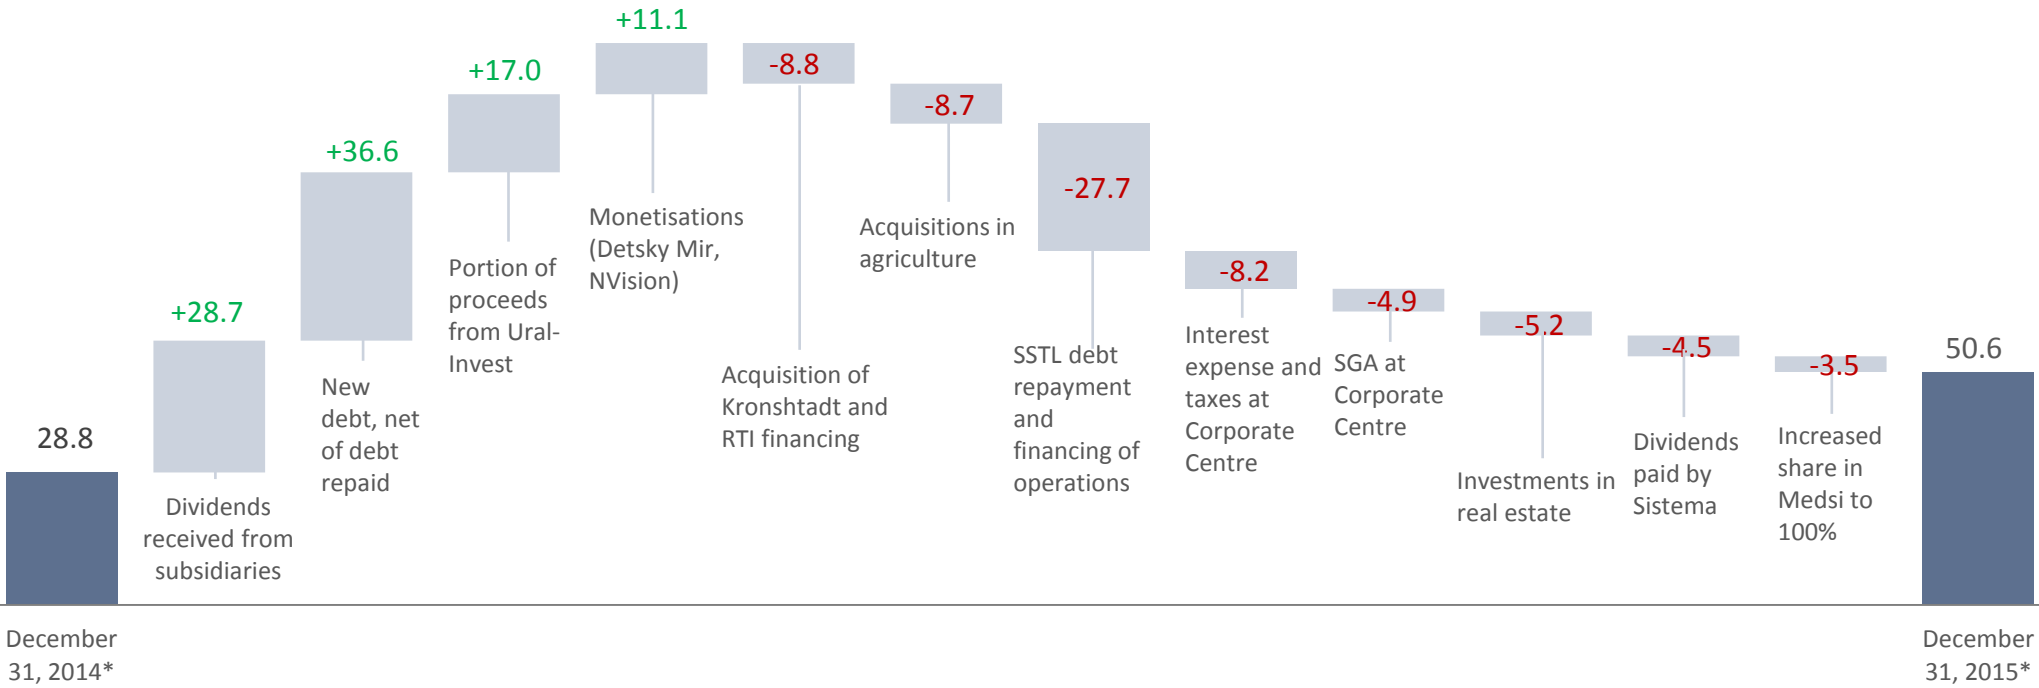 28.8
December
31, 2014*
+28.7
Dividends
received from
subsidiaries
+36.6
New
debt, net
of debt
repaid
+17.0
Portion of
proceeds
from Ural-
Invest
+11.1
Monetisations
(Detsky Mir,
NVision)
-8.8
Acquisition of
Kronshtadt and
RTI financing
-8.7
Acquisitions in
agriculture
-27.7
SSTL debt
repayment
and
financing of
operations
-8.2
Interest
expense and
taxes at
Corporate
Centre
-4.9
SGA at
Corporate
Centre
-5.2
Investments in
real estate
-4.5
Dividends
paid by
Sistema
-3.5
Increased
share in
Medsi to
100%
50.6
December
31, 2015*